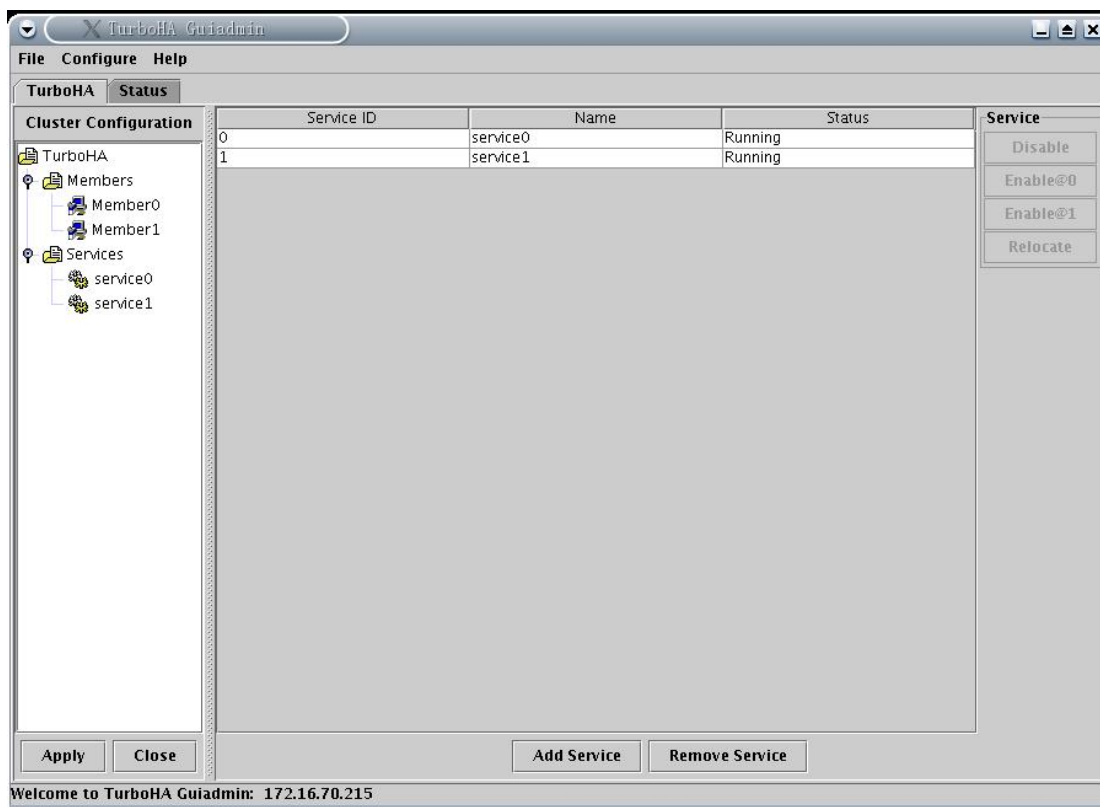 TurboHA Guiadmin
File Configure Help
TurboHA Status
Cluster Configuration
TurboHA
Members
Member0
Member1
Services
service0
service1
Service ID Name Status
0 service0 Running
1 service1 Running
Service
Disable
Enable@0
Enable@1
Relocate
Apply Close
Add Service Remove Service
Welcome to TurboHA Guiadmin: 172.16.70.215